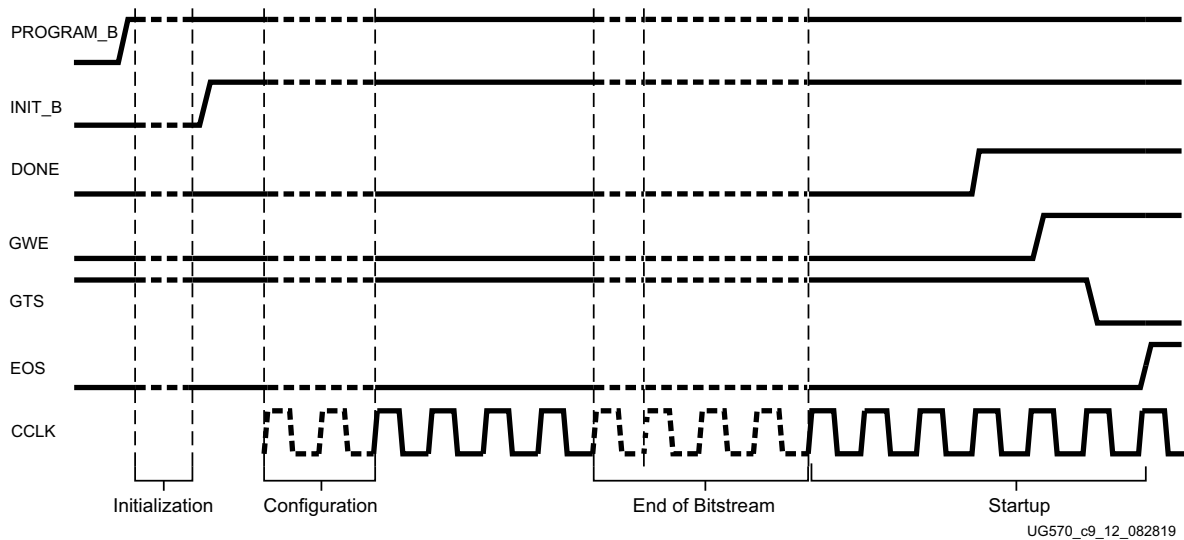 PROGRAM_B
INIT_B
DONE
GWE
GTS
EOS
CCLK
Initialization Configuration End of Bitstream Startup
UG570_c9_12_082819